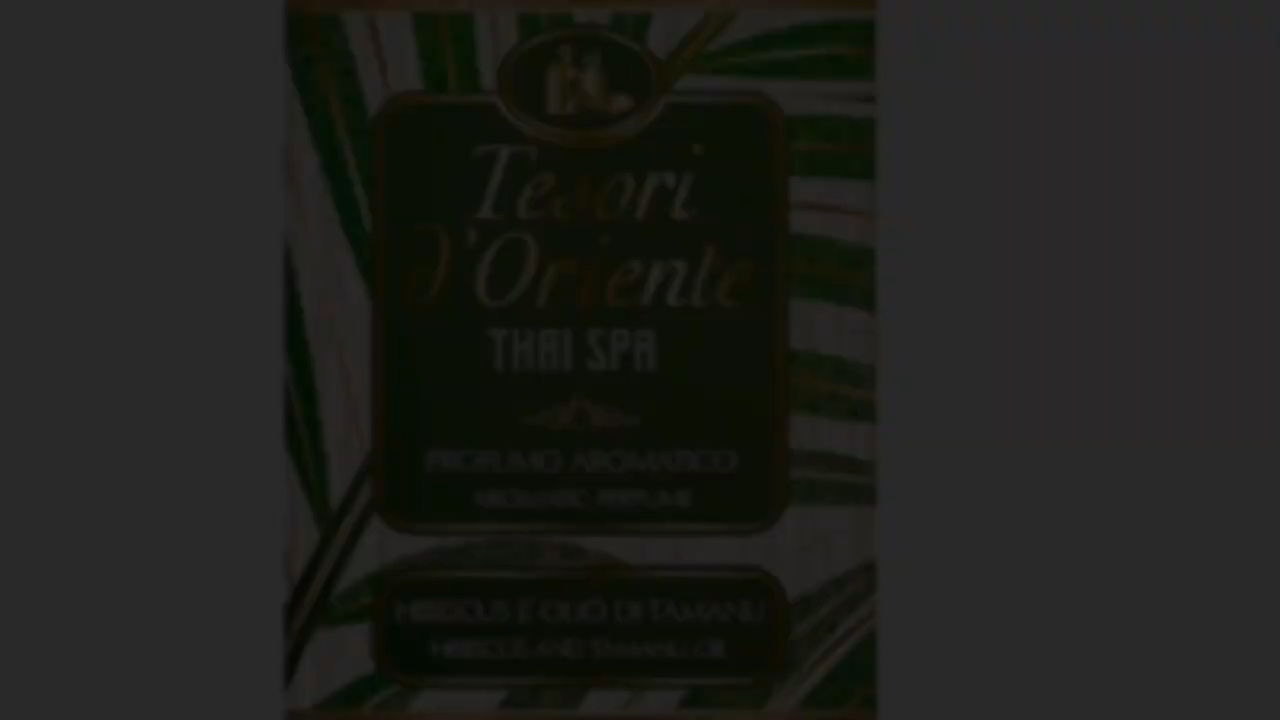 Tesori
d'Oriente
THAI SPA
PROFUMO AROMATICO
AROMATIC PERFUME
HIBISCUS E OLIO DI TAMANU
HIBISCUS AND TAMANU OIL